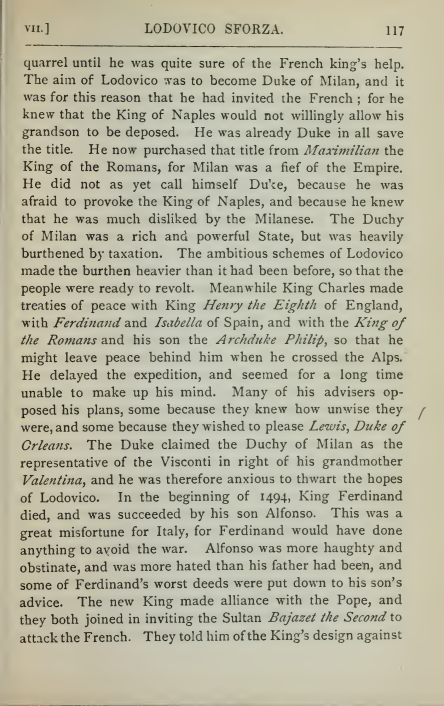 VII.] LODOVICO SFORZA. 117
quarrel until he was quite sure of the French king's help.
The aim of Lodovico was to become Duke of Milan, and it
was for this reason that he had invited the French ; for he
knew that the King of Naples would not willingly allow his
grandson to be deposed. He was already Duke in all save
the title. He now purchased that title from Maximilian the
King of the Romans, for Milan was a fief of the Empire.
He did not as yet call himself Du'ce, because he was
afraid to provoke the King of Naples, and because he knew
that he was much disliked by the Milanese. The Duchy
of Milan was a rich and powerful State, but was heavily
burthened by taxation. The ambitious schemes of Lodovico
made the burthen heavier than it had been before, so that the
people were ready to revolt. Meanwhile King Charles made
treaties of peace with King Henry the Eighth of England,
with Ferdinand and Isabella of Spain, and with the King of
the Romans and his son the Archduke Philip, so that he
might leave peace behind him when he crossed the Alps.
He delayed the expedition, and seemed for a long time
unable to make up his mind. Many of his advisers op-
posed his plans, some because they knew how unwise they
were, and some because they wished to please Lewis, Duke of
Orleans. The Duke claimed the Duchy of Milan as the
representative of the Visconti in right of his grandmother
Valentina, and he was therefore anxious to thwart the hopes
of Lodovico. In the beginning of 1494, King Ferdinand
died, and was succeeded by his son Alfonso. This was a
great misfortune for Italy, for Ferdinand would have done
anything to avoid the war. Alfonso was more haughty and
obstinate, and was more hated than his father had been, and
some of Ferdinand's worst deeds were put down to his son's
advice. The new King made alliance with the Pope, and
they both joined in inviting the Sultan Bajazet the Second to
attack the French. They told him of the King's design against